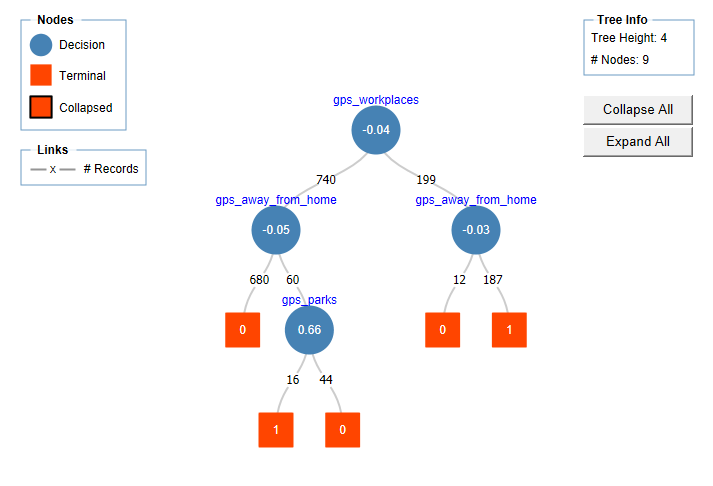 Nodes
Decision
Terminal
Collapsed
Links
X
# Records
Tree Info
Tree Height: 4
# Nodes: 9
Collapse All
Expand All
gps_workplaces
-0.04
740
199
gps_away_from_home
gps_away_from_home
-0.05
-0.03
680
60
12
187
gps_parks
0
0.66
0
1
16
44
1
0